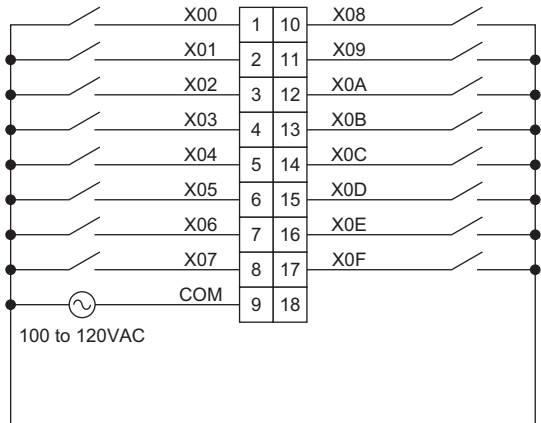 X00 1 10 X08
X01 2 11 X09
X02 3 12 X0A
X03 4 13 X0B
X04 5 14 X0C
X05 6 15 X0D
X06 7 16 X0E
X07 8 17 X0F
COM 9 18
100 to 120VAC